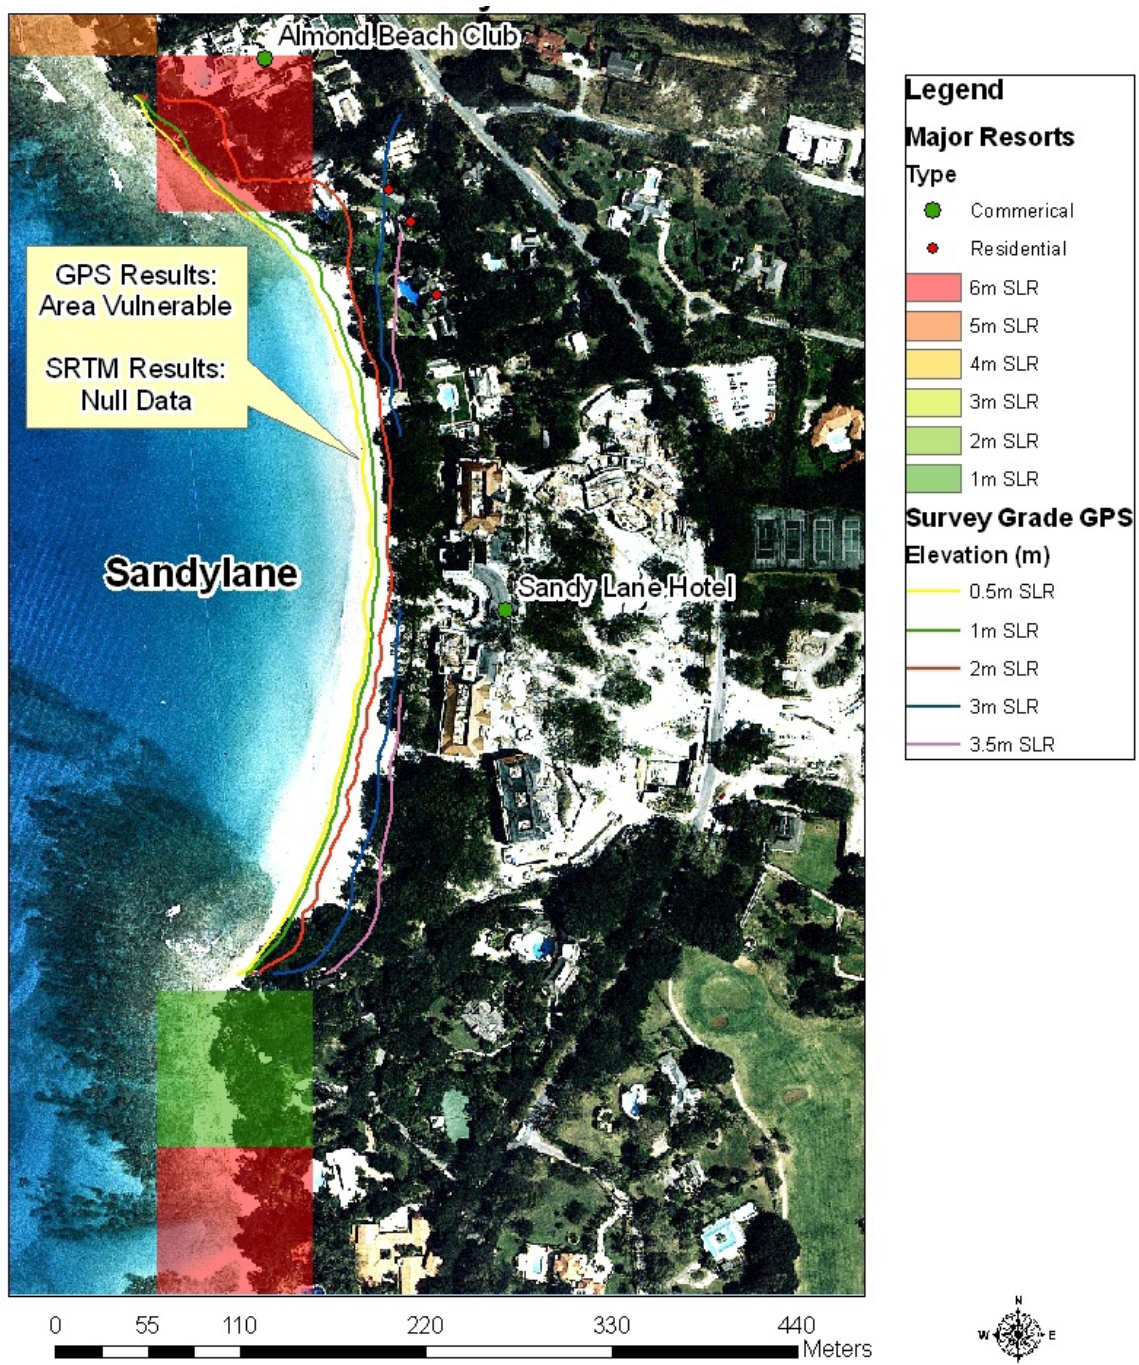 Almond Beach Club
GPS Results:
Area Vulnerable
SRTM Results:
Null Data
Sandylane
Sandy Lane Hotel
Legend
Major Resorts
Type
Commerical
Residential
6m SLR
5m SLR
4m SLR
3m SLR
2m SLR
1m SLR
Survey Grade GPS
Elevation (m)
0.5m SLR
1m SLR
2m SLR
3m SLR
3.5m SLR
0 55 110 220 330 440
Meters
N
W E
S